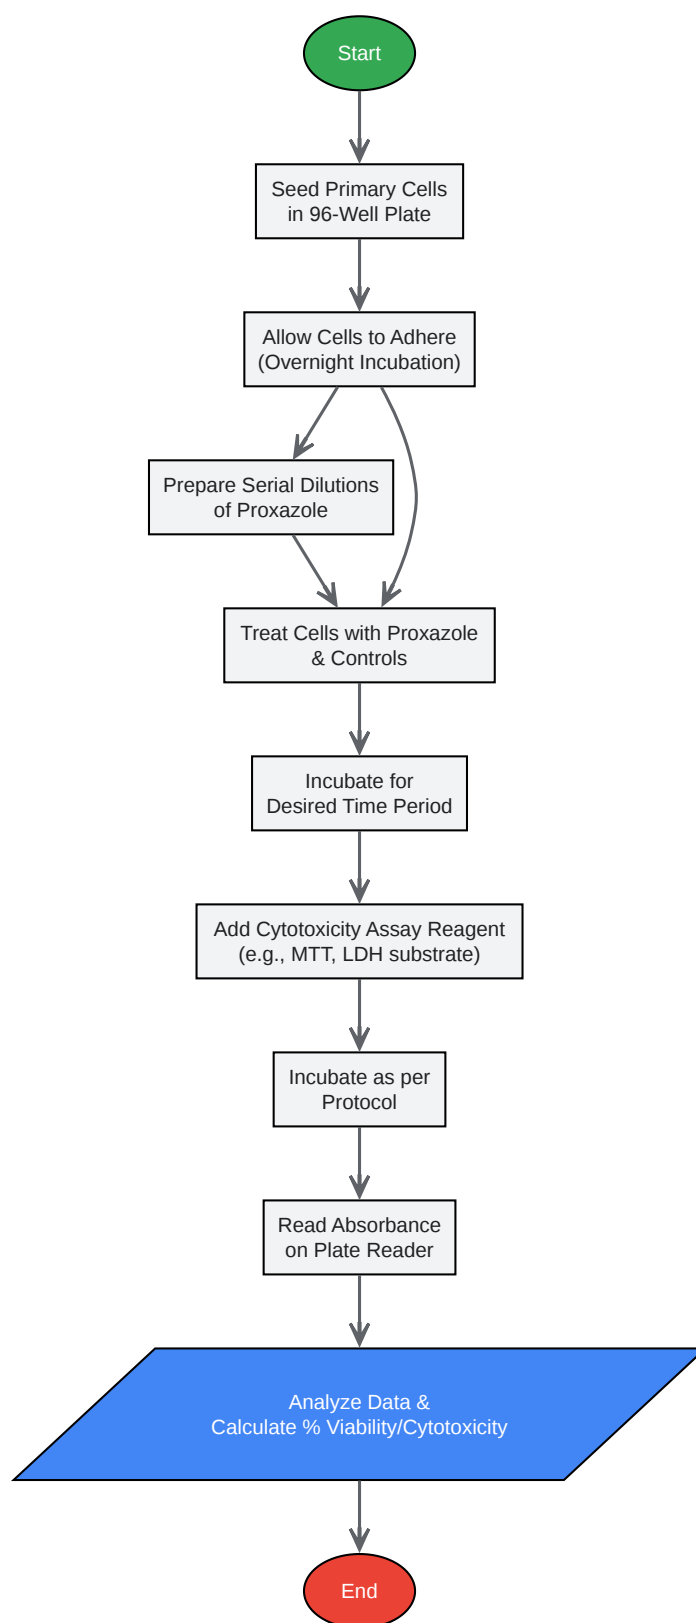 Start
Seed Primary Cells
in 96-Well Plate
Allow Cells to Adhere
(Overnight Incubation)
Prepare Serial Dilutions
of Proxazole
Treat Cells with Proxazole
& Controls
Incubate for
Desired Time Period
Add Cytotoxicity Assay Reagent
(e.g., MTT, LDH substrate)
Incubate as per
Protocol
Read Absorbance
on Plate Reader
Analyze Data &
Calculate % Viability/Cytotoxicity
End